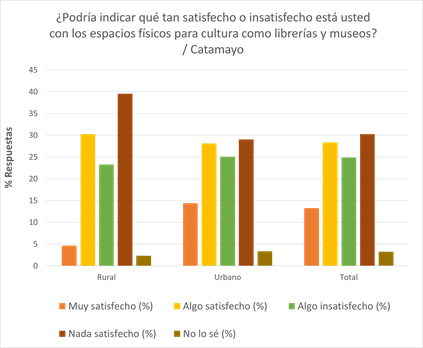 ¿Podría indicar qué tan satisfecho o insatisfecho está usted
con los espacios físicos para cultura como librerías y museos?
/ Catamayo
% Respuestas
45
40
35
30
25
20
15
10
5
0
Rural Urbano Total
Muy satisfecho (%) Algo satisfecho (%) Algo insatisfecho (%)
Nada satisfecho (%) No lo sé (%)